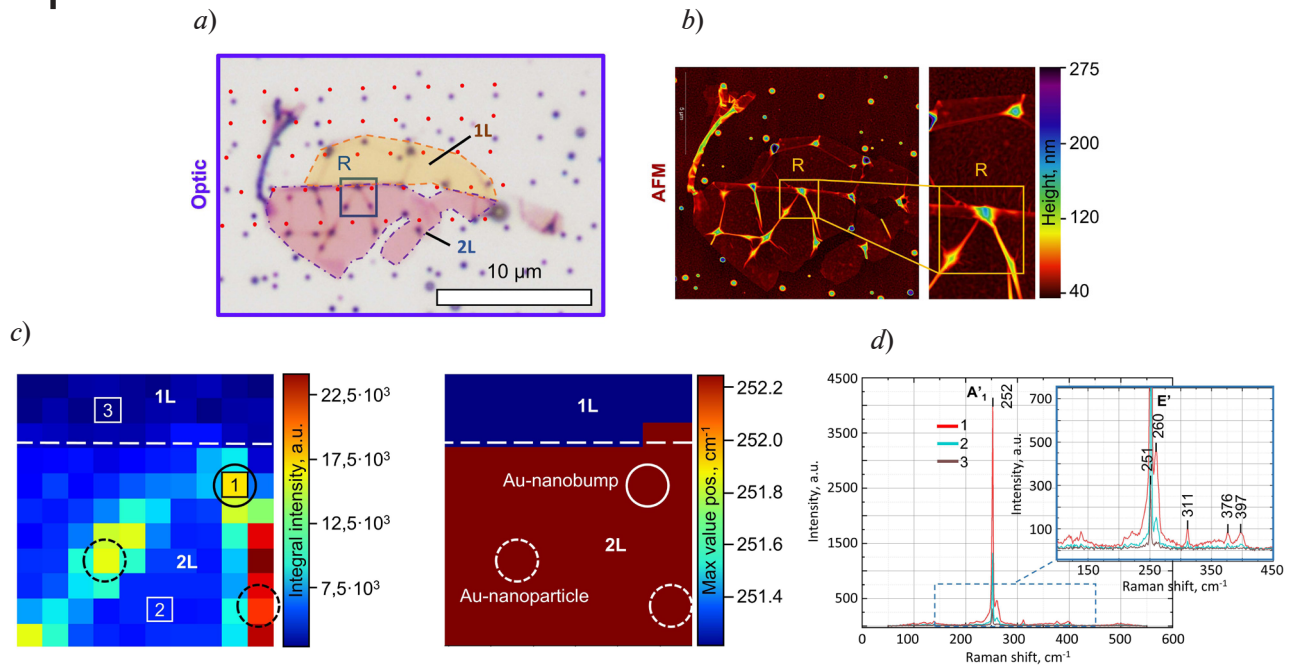 a)
Optic
1L
R
2L
10 µm
b)
AFM
5 µm
R
R
275
200
120
40
Height, nm
c)
1L
3
1
2L
2
22,5·10³
17,5·10³
12,5·10³
7,5·10³
Integral intensity, a.u.
1L
Au-nanobump
2L
Au-nanoparticle
252.2
252.0
251.8
251.6
251.4
Max value pos., cm⁻¹
d)
4500
3500
2500
1500
500
Intensity, a.u.
A'₁
252
1
2
3
0
100
200
300
400
500
600
Raman shift, cm⁻¹
700
500
300
100
Intensity, a.u.
E'
251
260
311
376
397
150
250
350
450
Raman shift, cm⁻¹